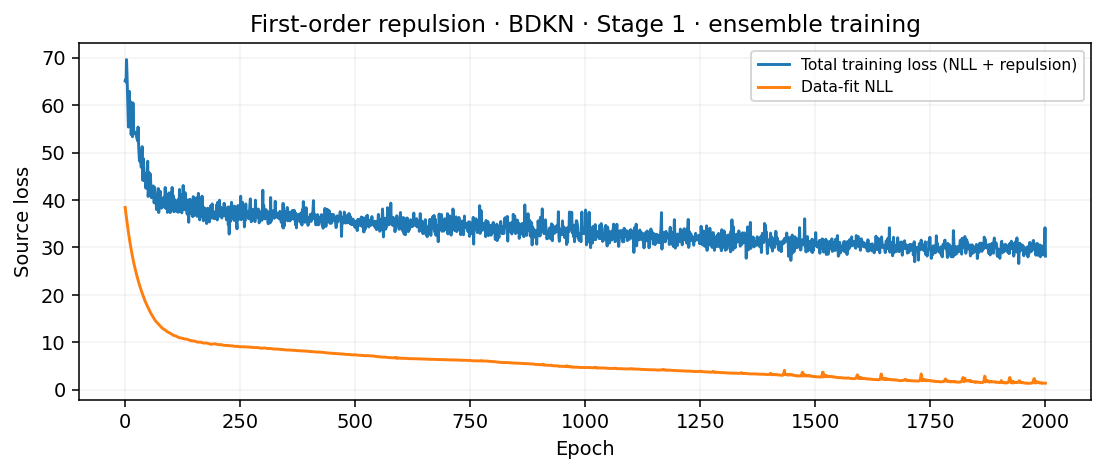 First-order repulsion · BDKN · Stage 1 · ensemble training
Total training loss (NLL + repulsion)
Data-fit NLL
Source loss
70
60
50
40
30
20
10
0
0 250 500 750 1000 1250 1500 1750 2000
Epoch